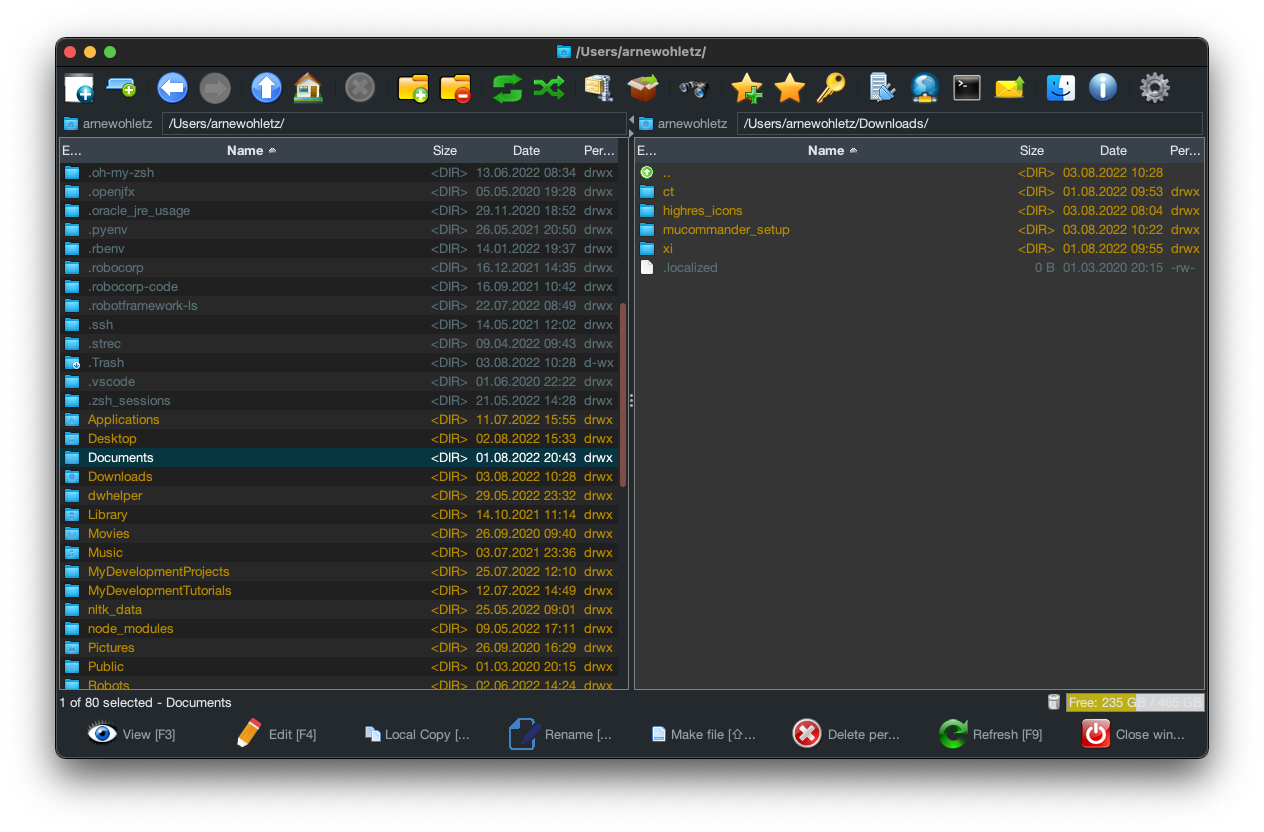 /Users/arnewohletz/
arnewohletz /Users/arnewohletz/
arnewohletz /Users/arnewohletz/Downloads/
E... Name Size Date Per...
.oh-my-zsh <DIR> 13.06.2022 08:34 drwx
.openjfx <DIR> 05.05.2020 19:28 drwx
.oracle_jre_usage <DIR> 29.11.2020 18:52 drwx
.pyenv <DIR> 26.05.2021 20:50 drwx
.rbenv <DIR> 14.01.2022 19:37 drwx
.robocorp <DIR> 16.12.2021 14:35 drwx
.robocorp-code <DIR> 16.09.2021 10:42 drwx
.robotframework-ls <DIR> 22.07.2022 08:49 drwx
.ssh <DIR> 14.05.2021 12:02 drwx
.strec <DIR> 09.04.2022 09:43 drwx
.Trash <DIR> 03.08.2022 10:28 d-wx
.vscode <DIR> 01.06.2020 22:22 drwx
.zsh_sessions <DIR> 21.05.2022 14:28 drwx
Applications <DIR> 11.07.2022 15:55 drwx
Desktop <DIR> 02.08.2022 15:33 drwx
Documents <DIR> 01.08.2022 20:43 drwx
Downloads <DIR> 03.08.2022 10:28 drwx
dwhelper <DIR> 29.05.2022 23:32 drwx
Library <DIR> 14.10.2021 11:14 drwx
Movies <DIR> 26.09.2020 09:40 drwx
Music <DIR> 03.07.2021 23:36 drwx
MyDevelopmentProjects <DIR> 25.07.2022 12:10 drwx
MyDevelopmentTutorials <DIR> 12.07.2022 14:49 drwx
nltk_data <DIR> 25.05.2022 09:01 drwx
node_modules <DIR> 09.05.2022 17:11 drwx
Pictures <DIR> 26.09.2020 16:29 drwx
Public <DIR> 01.03.2020 20:15 drwx
Robots <DIR> 02.06.2022 14:24 drwx
E... Name Size Date Per...
.. <DIR> 03.08.2022 10:28
ct <DIR> 01.08.2022 09:53 drwx
highres_icons <DIR> 03.08.2022 08:04 drwx
mucommander_setup <DIR> 03.08.2022 10:22 drwx
xi <DIR> 01.08.2022 09:55 drwx
.localized 0 B 01.03.2020 20:15 -rw-
1 of 80 selected - Documents
Free: 235 GB / 465 GB
View [F3] Edit [F4] Local Copy [... Rename [... Make file [⇧... Delete per... Refresh [F9] Close win...